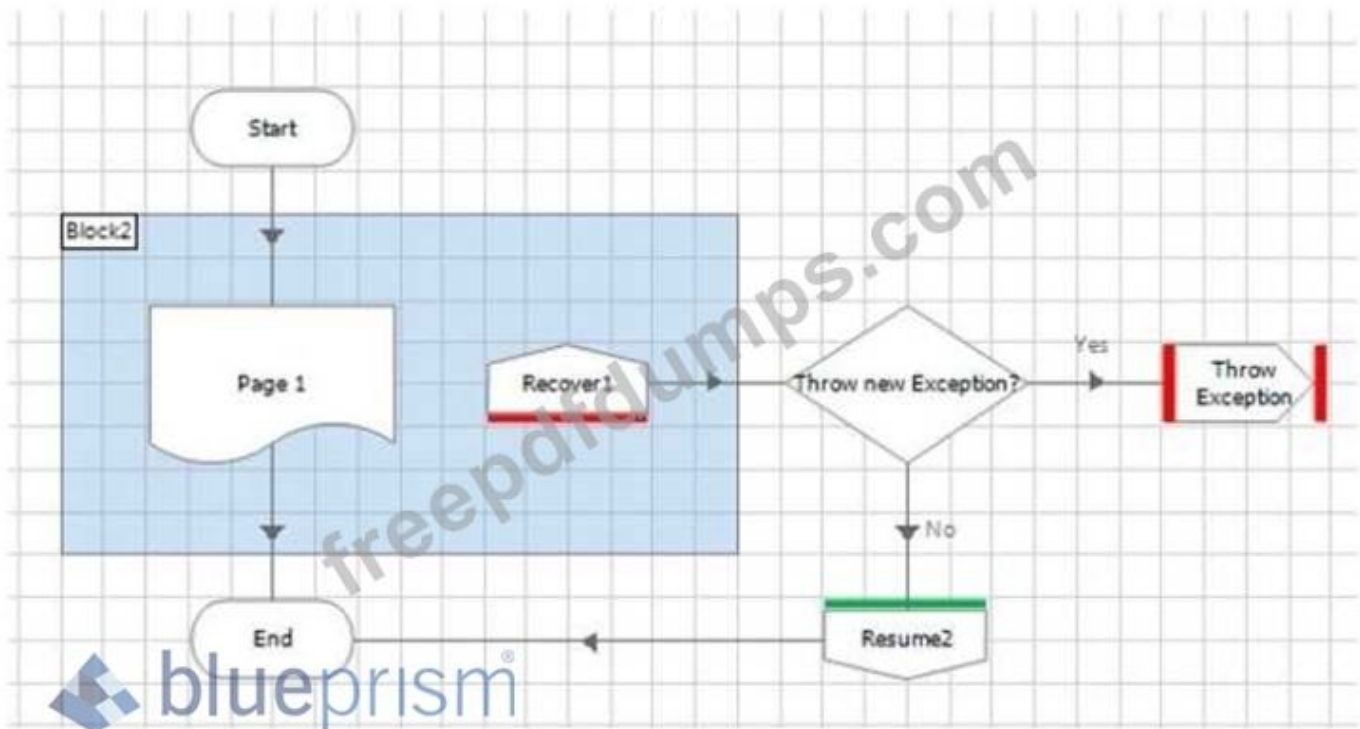 Start
Block2
Page 1
Recover1
Throw new Exception?
Yes
Throw
Exception
No
End
Resume2
freepdfdumps.com
blueprism®